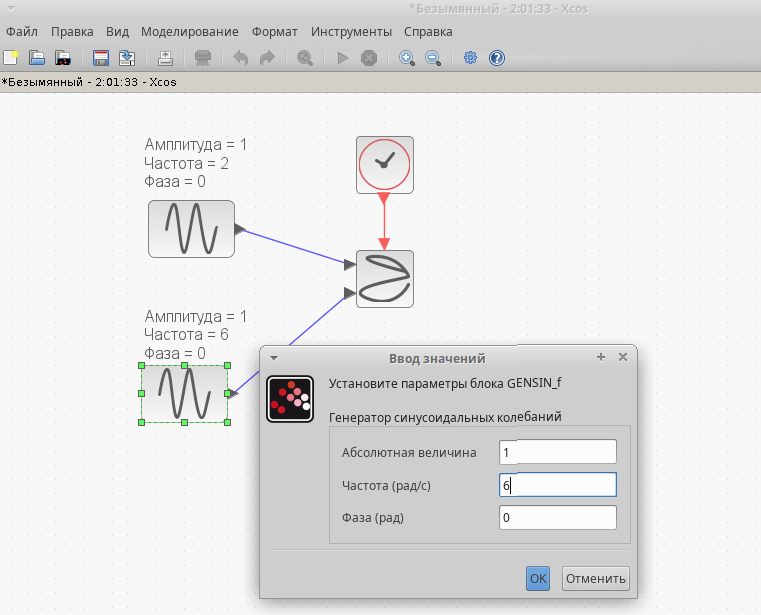 *Безымянный - 2:01:33 - Xcos
Файл Правка Вид Моделирование Формат Инструменты Справка
*Безымянный - 2:01:33 - Xcos
Амплитуда = 1
Частота = 2
Фаза = 0
Амплитуда = 1
Частота = 6
Фаза = 0
Ввод значений
Установите параметры блока GENSIN_f
Генератор синусоидальных колебаний
Абсолютная величина 1
Частота (рад/с) 6
Фаза (рад) 0
OK Отменить